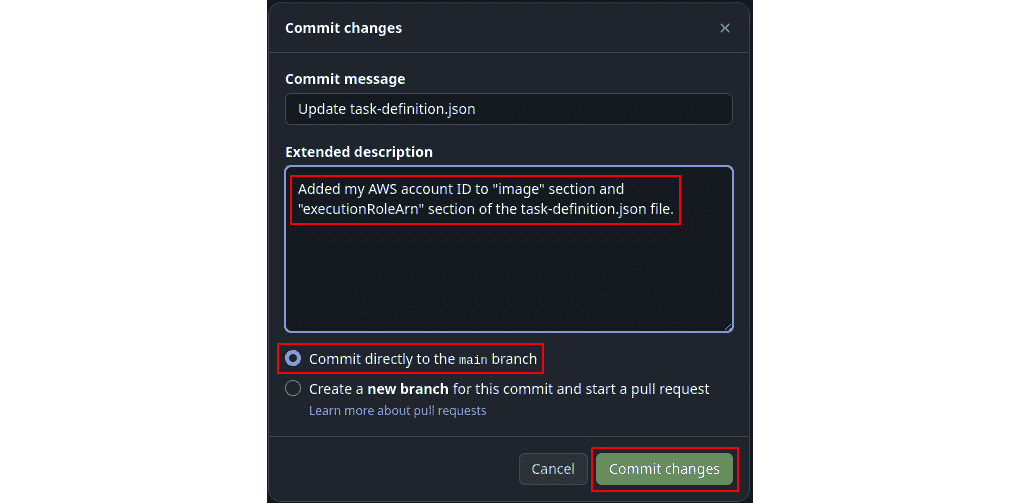 Commit changes
Commit message
Update task-definition.json
Extended description
Added my AWS account ID to "image" section and
"executionRoleArn" section of the task-definition.json file.
Commit directly to the main branch
Create a new branch for this commit and start a pull request
Learn more about pull requests
Cancel
Commit changes